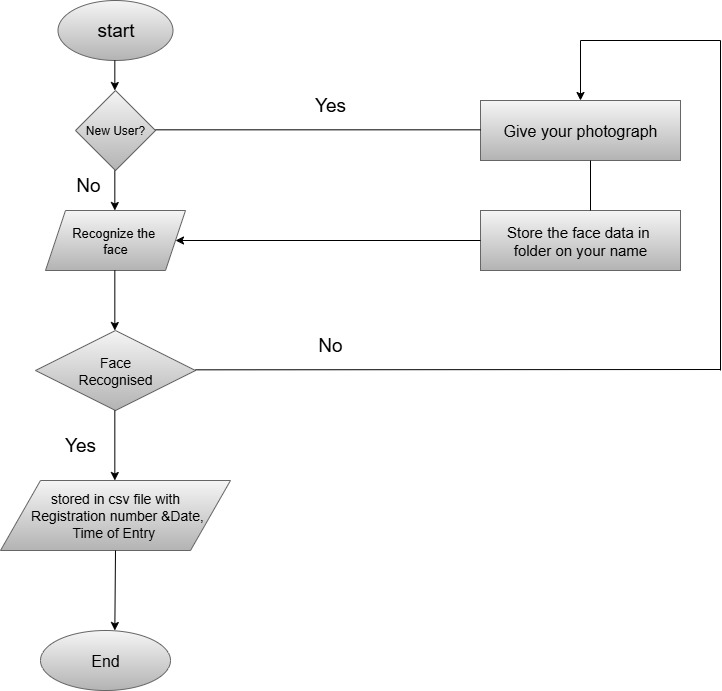 start
New User?
Yes
Give your photograph
No
Recognize the
face
Store the face data in
folder on your name
Face
Recognised
No
Yes
stored in csv file with
Registration number &Date,
Time of Entry
End